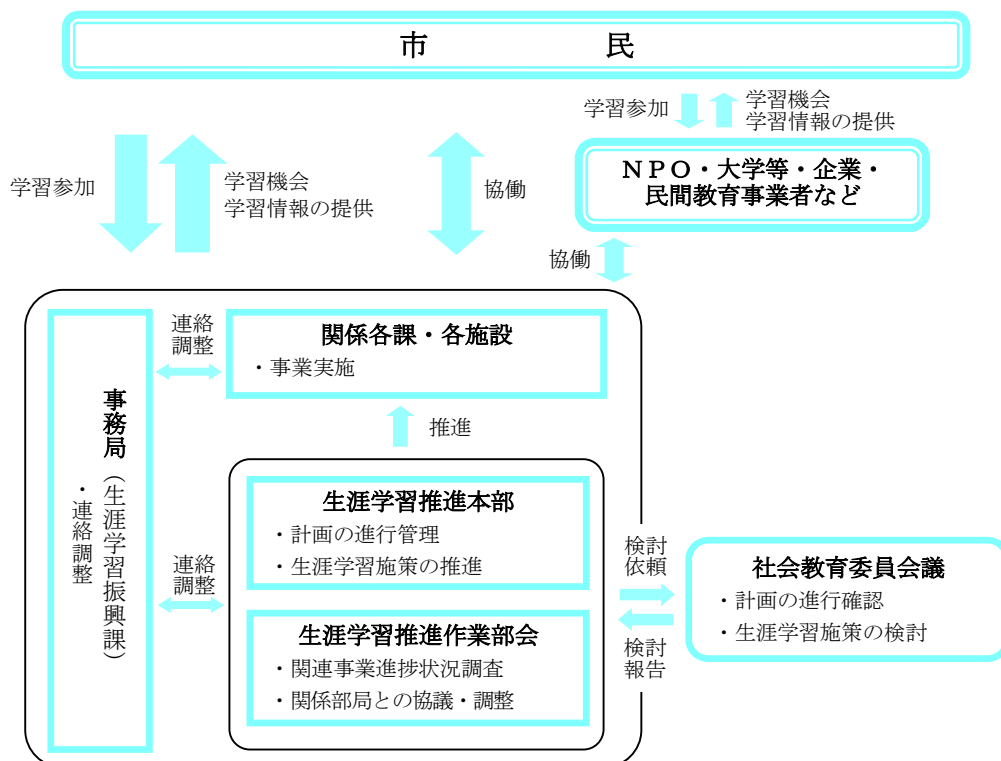 市　民
学習参加
学習機会
学習情報の提供
学習参加
学習機会
学習情報の提供
協働
ＮＰＯ・大学等・企業・
民間教育事業者など
協働
事務局（生涯学習振興課）
・連絡調整
連絡
調整
関係各課・各施設
・事業実施
推進
生涯学習推進本部
・計画の進行管理
・生涯学習施策の推進
連絡
調整
生涯学習推進作業部会
・関連事業進捗状況調査
・関係部局との協議・調整
検討
依頼
検討
報告
社会教育委員会議
・計画の進行確認
・生涯学習施策の検討